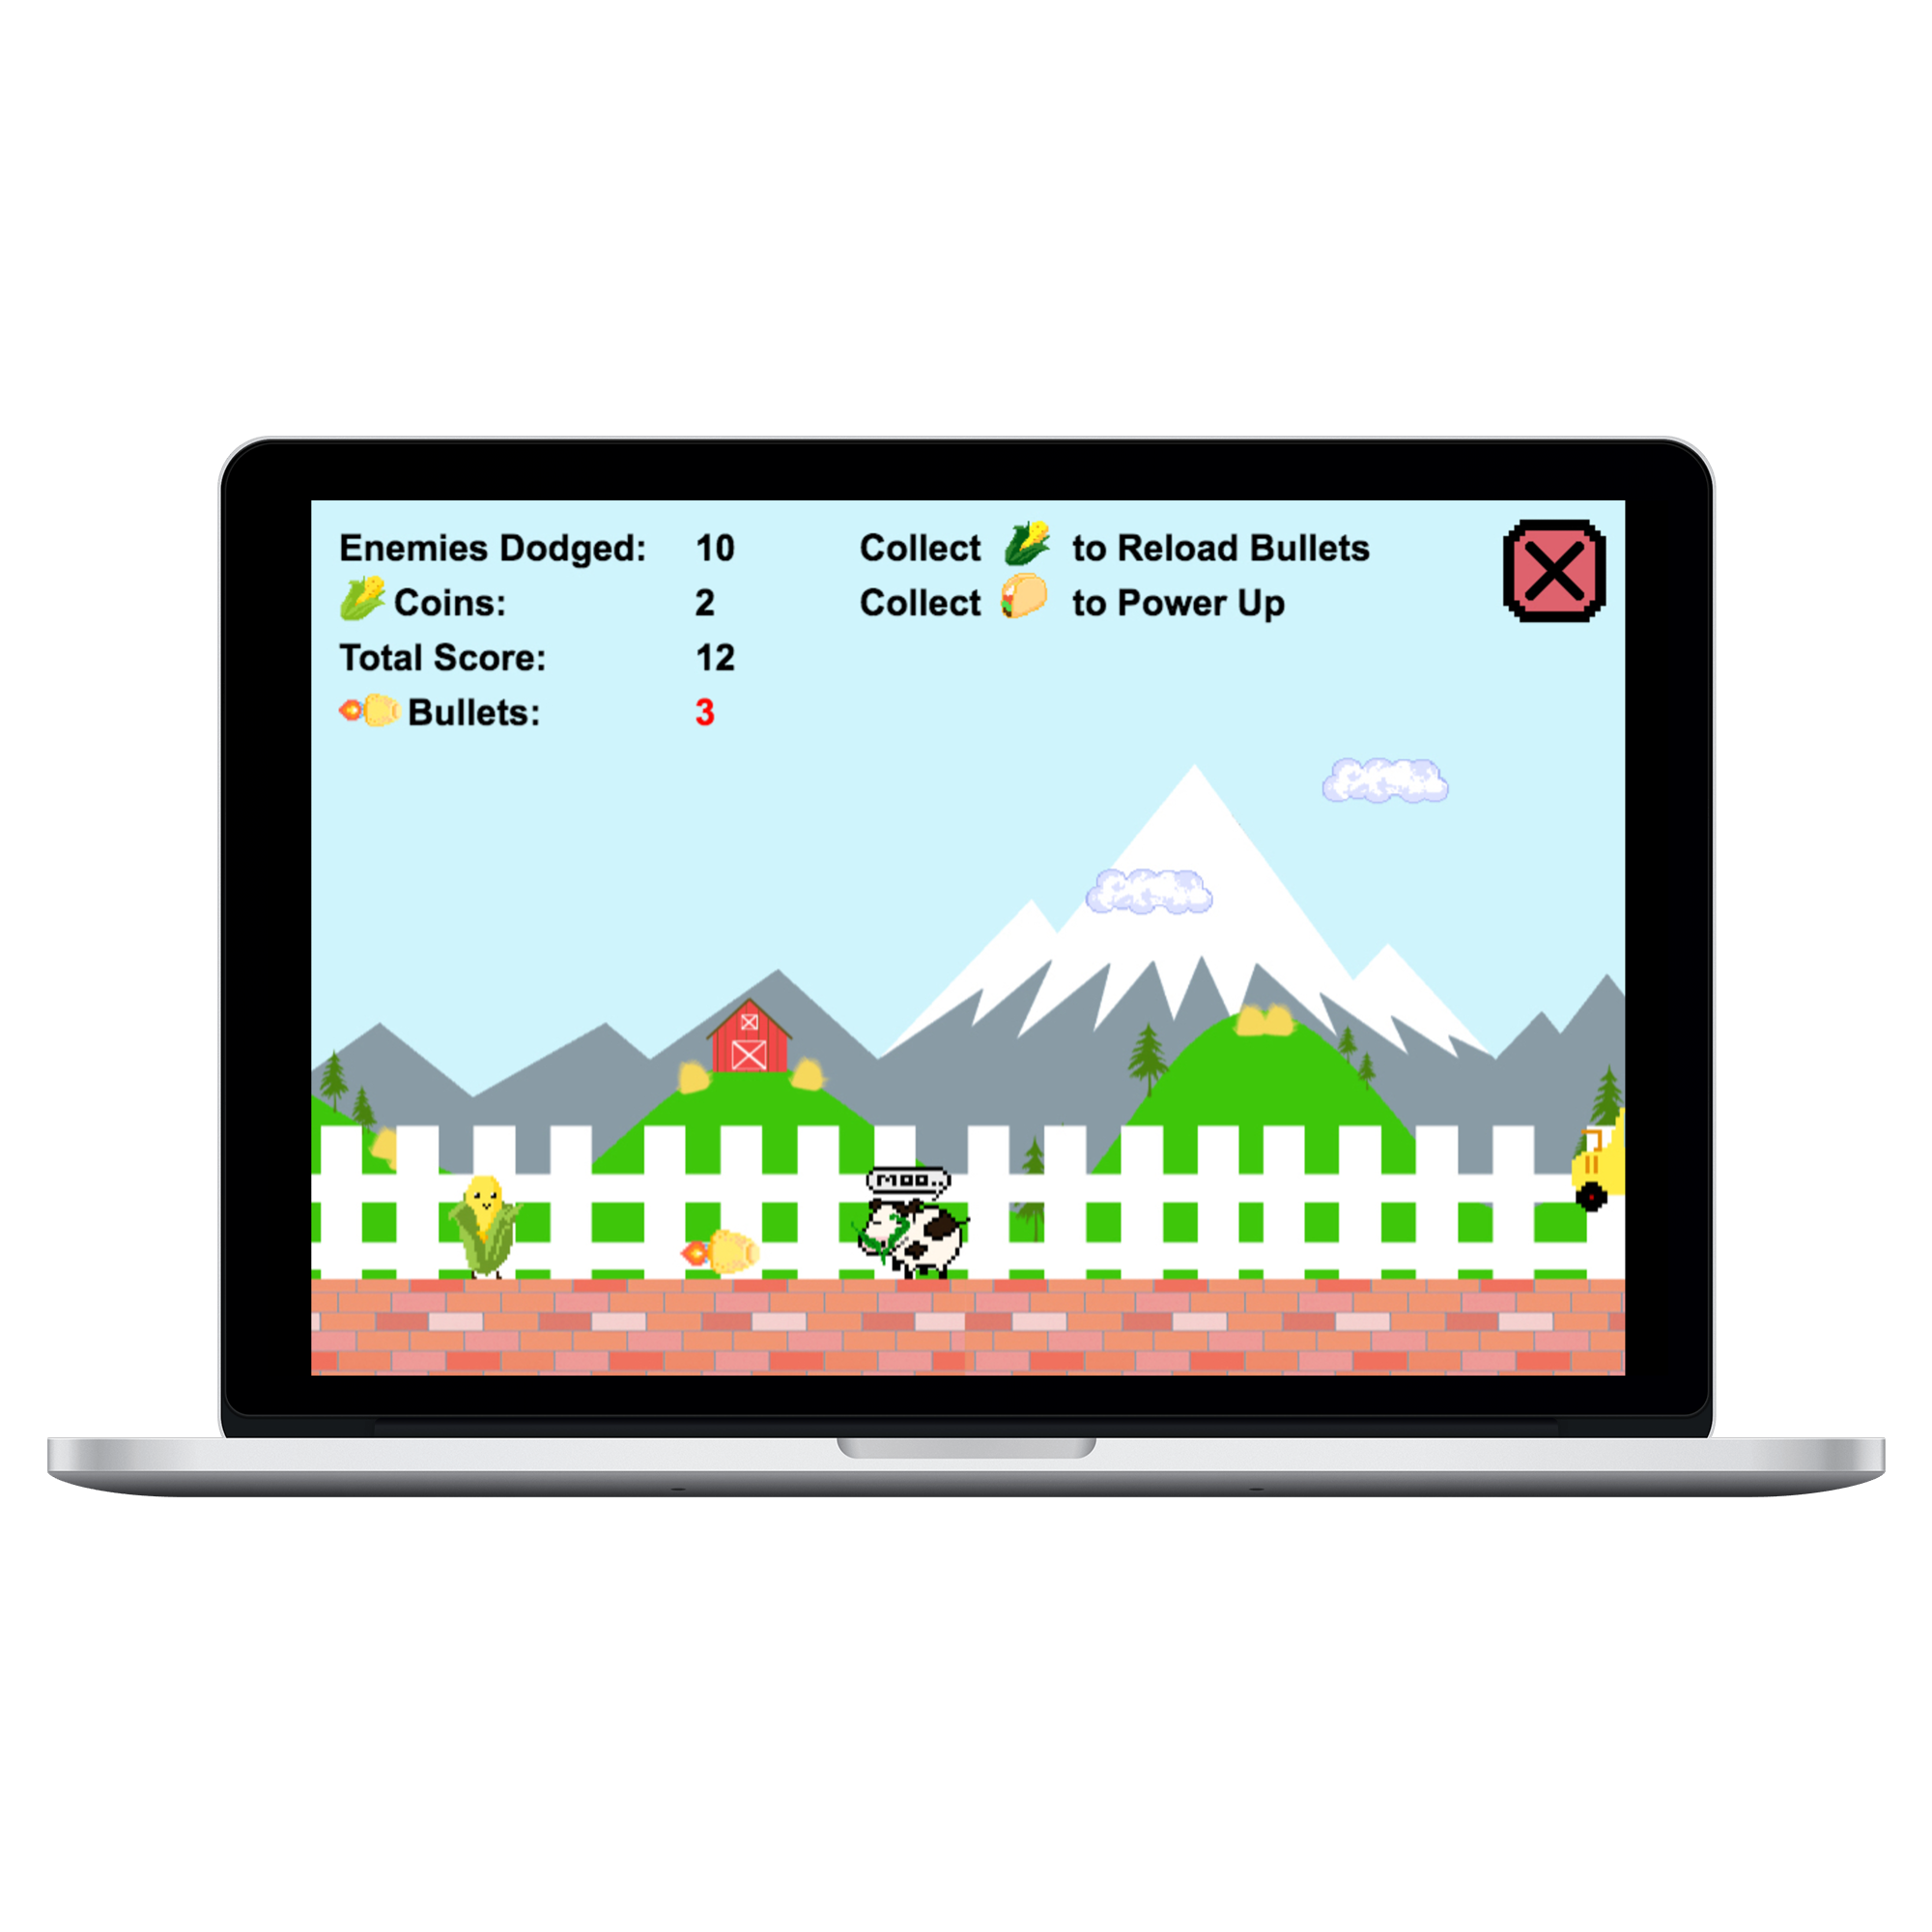 Enemies Dodged: 10
Coins: 2
Total Score: 12
Bullets: 3
Collect to Reload Bullets
Collect to Power Up
MOO..